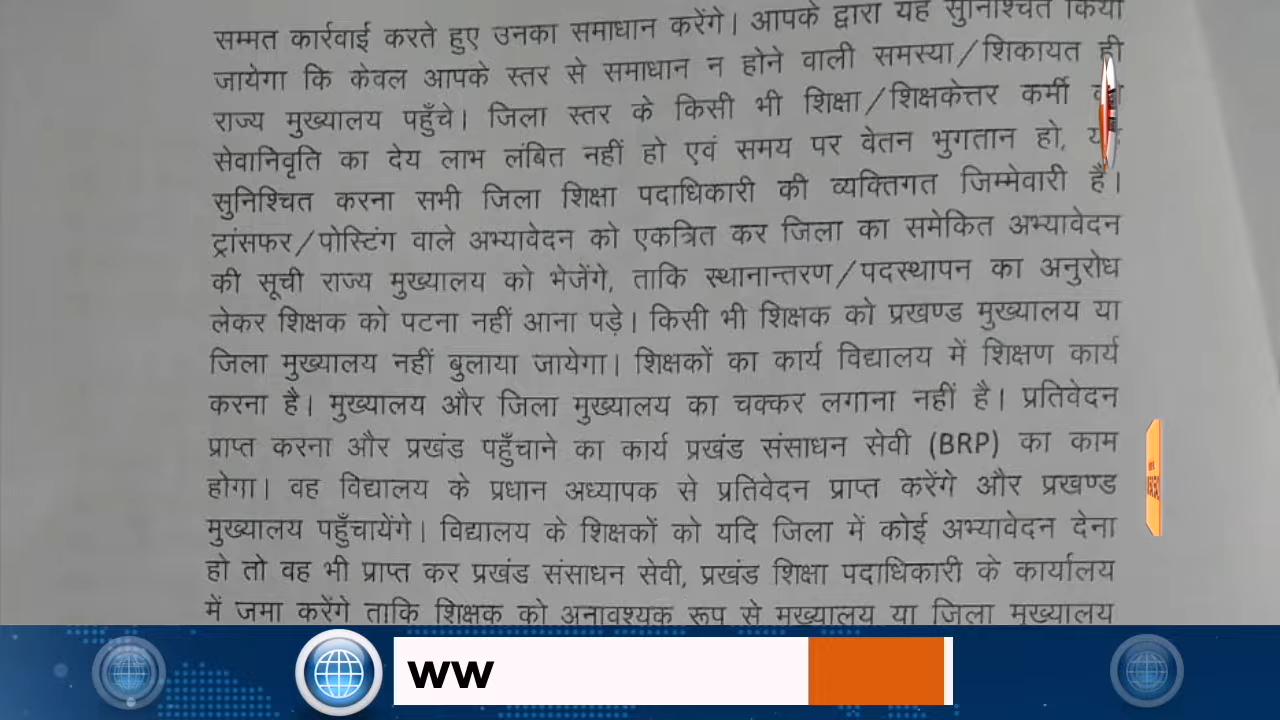 सम्मत कार्रवाई करते हुए उनका समाधान करेंगे। आपके द्वारा यह सुनिश्चित किया
जायेगा कि केवल आपके स्तर से समाधान न होने वाली समस्या/शिकायत ही
राज्य मुख्यालय पहुँचे। जिला स्तर के किसी भी शिक्षा/शिक्षकेत्तर कर्मी
सेवानिवृति का देय लाभ लंबित नहीं हो एवं समय पर वेतन भुगतान हो,
सुनिश्चित करना सभी जिला शिक्षा पदाधिकारी की व्यक्तिगत जिम्मेवारी है।
ट्रांसफर/पोस्टिंग वाले अभ्यावेदन को एकत्रित कर जिला का समेकित अभ्यावेदन
की सूची राज्य मुख्यालय को भेजेंगे, ताकि स्थानान्तरण/पदस्थापन का अनुरोध
लेकर शिक्षक को पटना नहीं आना पड़े। किसी भी शिक्षक को प्रखण्ड मुख्यालय या
जिला मुख्यालय नहीं बुलाया जायेगा। शिक्षकों का कार्य विद्यालय में शिक्षण कार्य
करना है। मुख्यालय और जिला मुख्यालय का चक्कर लगाना नहीं है। प्रतिवेदन
प्राप्त करना और प्रखंड पहुँचाने का कार्य प्रखंड संसाधन सेवी (BRP) का काम
होगा। वह विद्यालय के प्रधान अध्यापक से प्रतिवेदन प्राप्त करेंगे और प्रखण्ड
मुख्यालय पहुँचायेंगे। विद्यालय के शिक्षकों को यदि जिला में कोई अभ्यावेदन देना
हो तो वह भी प्राप्त कर प्रखंड संसाधन सेवी, प्रखंड शिक्षा पदाधिकारी के कार्यालय
में जमा करेंगे ताकि शिक्षक को अनावश्यक रूप से मुख्यालय या जिला मुख्यालय
ww